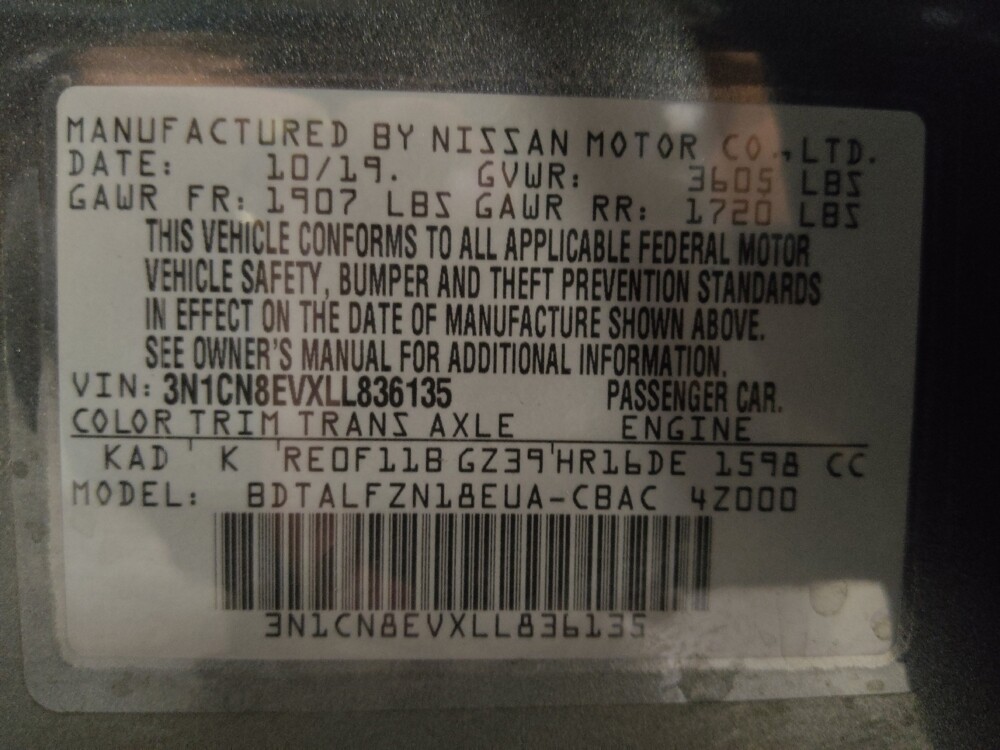 MANUFACTURED BY NISSAN MOTOR CO.,LTD.
DATE: 10/19. GVWR: 3605 LBS
GAWR FR: 1907 LBS GAWR RR: 1720 LBS
THIS VEHICLE CONFORMS TO ALL APPLICABLE FEDERAL MOTOR
VEHICLE SAFETY, BUMPER AND THEFT PREVENTION STANDARDS
IN EFFECT ON THE DATE OF MANUFACTURE SHOWN ABOVE.
SEE OWNER'S MANUAL FOR ADDITIONAL INFORMATION.
VIN: 3N1CN8EVXLL836135 PASSENGER CAR.
COLOR TRIM TRANS AXLE ENGINE
KAD ' K 'RE0F11B GZ39'HR16DE 1598 CC
MODEL: BDTALFZN18EUA-CBAC 4Z000
3N1CN8EVXLL836135